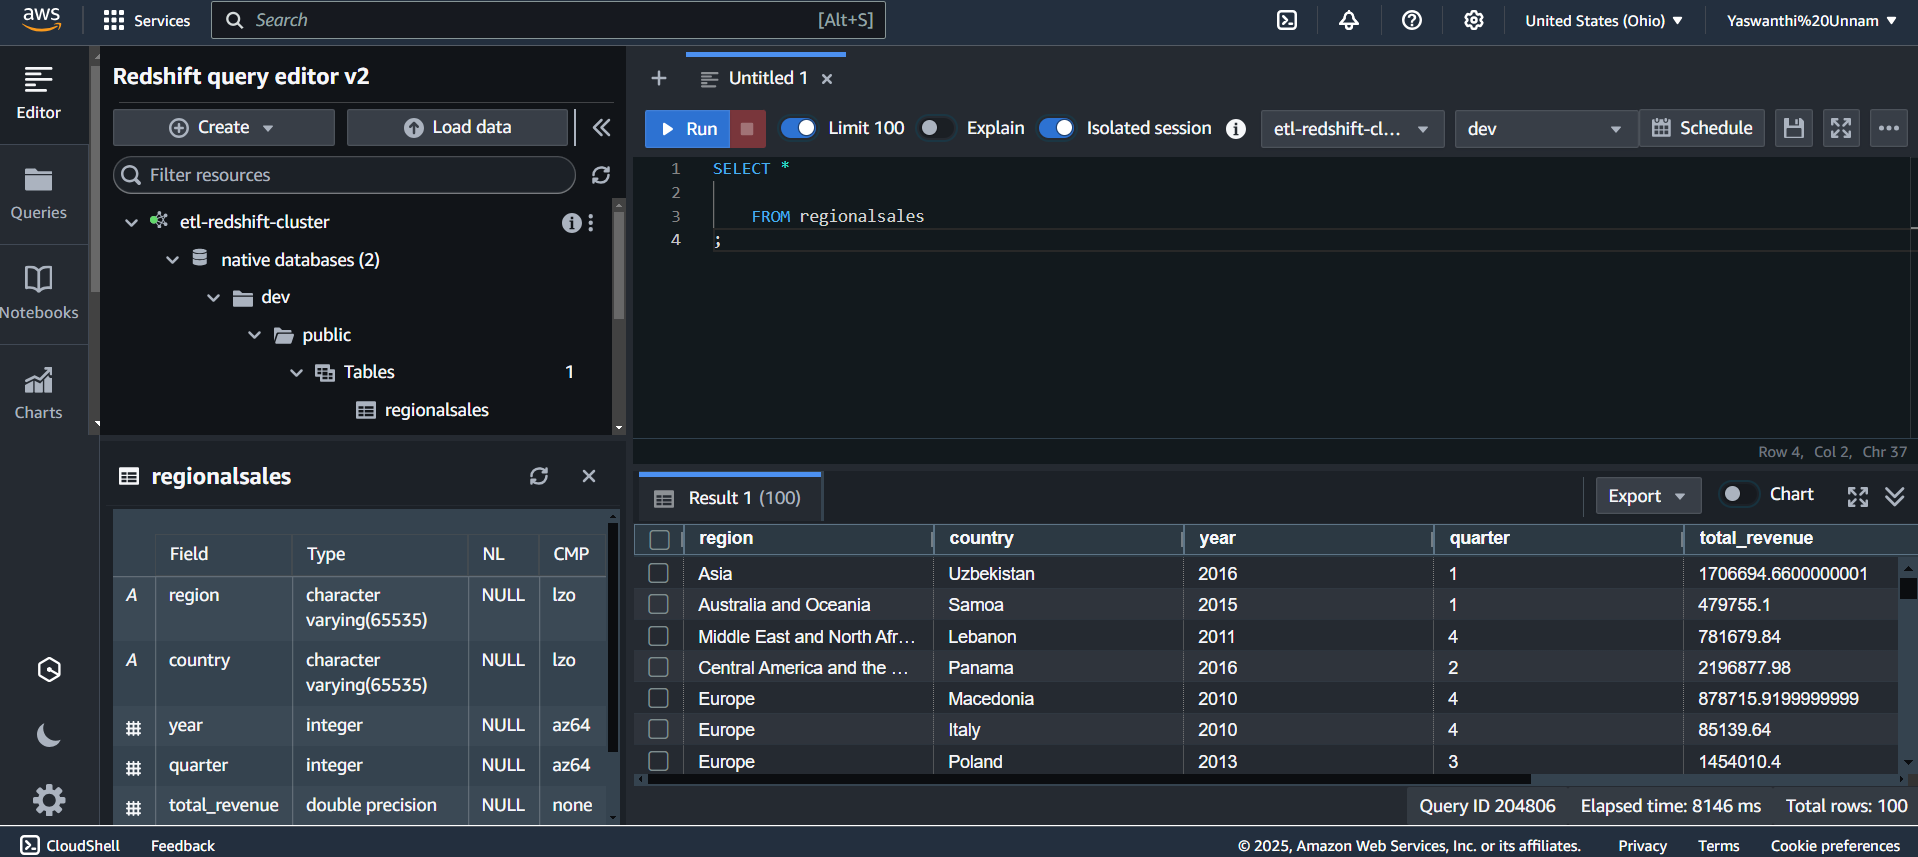 aws
Services
Search
[Alt+S]
United States (Ohio)
Yaswanthi%20Unnam
Editor
Queries
Notebooks
Charts
Redshift query editor v2
Create
Load data
Filter resources
etl-redshift-cluster
native databases (2)
dev
public
Tables 1
regionalsales
regionalsales
Field Type NL CMP
A region character varying(65535) NULL lzo
A country character varying(65535) NULL lzo
# year integer NULL az64
# quarter integer NULL az64
# total_revenue double precision NULL none
Untitled 1
Run
Limit 100
Explain
Isolated session
etl-redshift-cl...
dev
Schedule
1 SELECT *
2
3 FROM regionalsales
4 ;
Row 4, Col 2, Chr 37
Result 1 (100)
Export
Chart
region country year quarter total_revenue
Asia Uzbekistan 2016 1 1706694.6600000001
Australia and Oceania Samoa 2015 1 479755.1
Middle East and North Afr... Lebanon 2011 4 781679.84
Central America and the ... Panama 2016 2 2196877.98
Europe Macedonia 2010 4 878715.9199999999
Europe Italy 2010 4 85139.64
Europe Poland 2013 3 1454010.4
Query ID 204806 Elapsed time: 8146 ms Total rows: 100
CloudShell
Feedback
© 2025, Amazon Web Services, Inc. or its affiliates.
Privacy
Terms
Cookie preferences